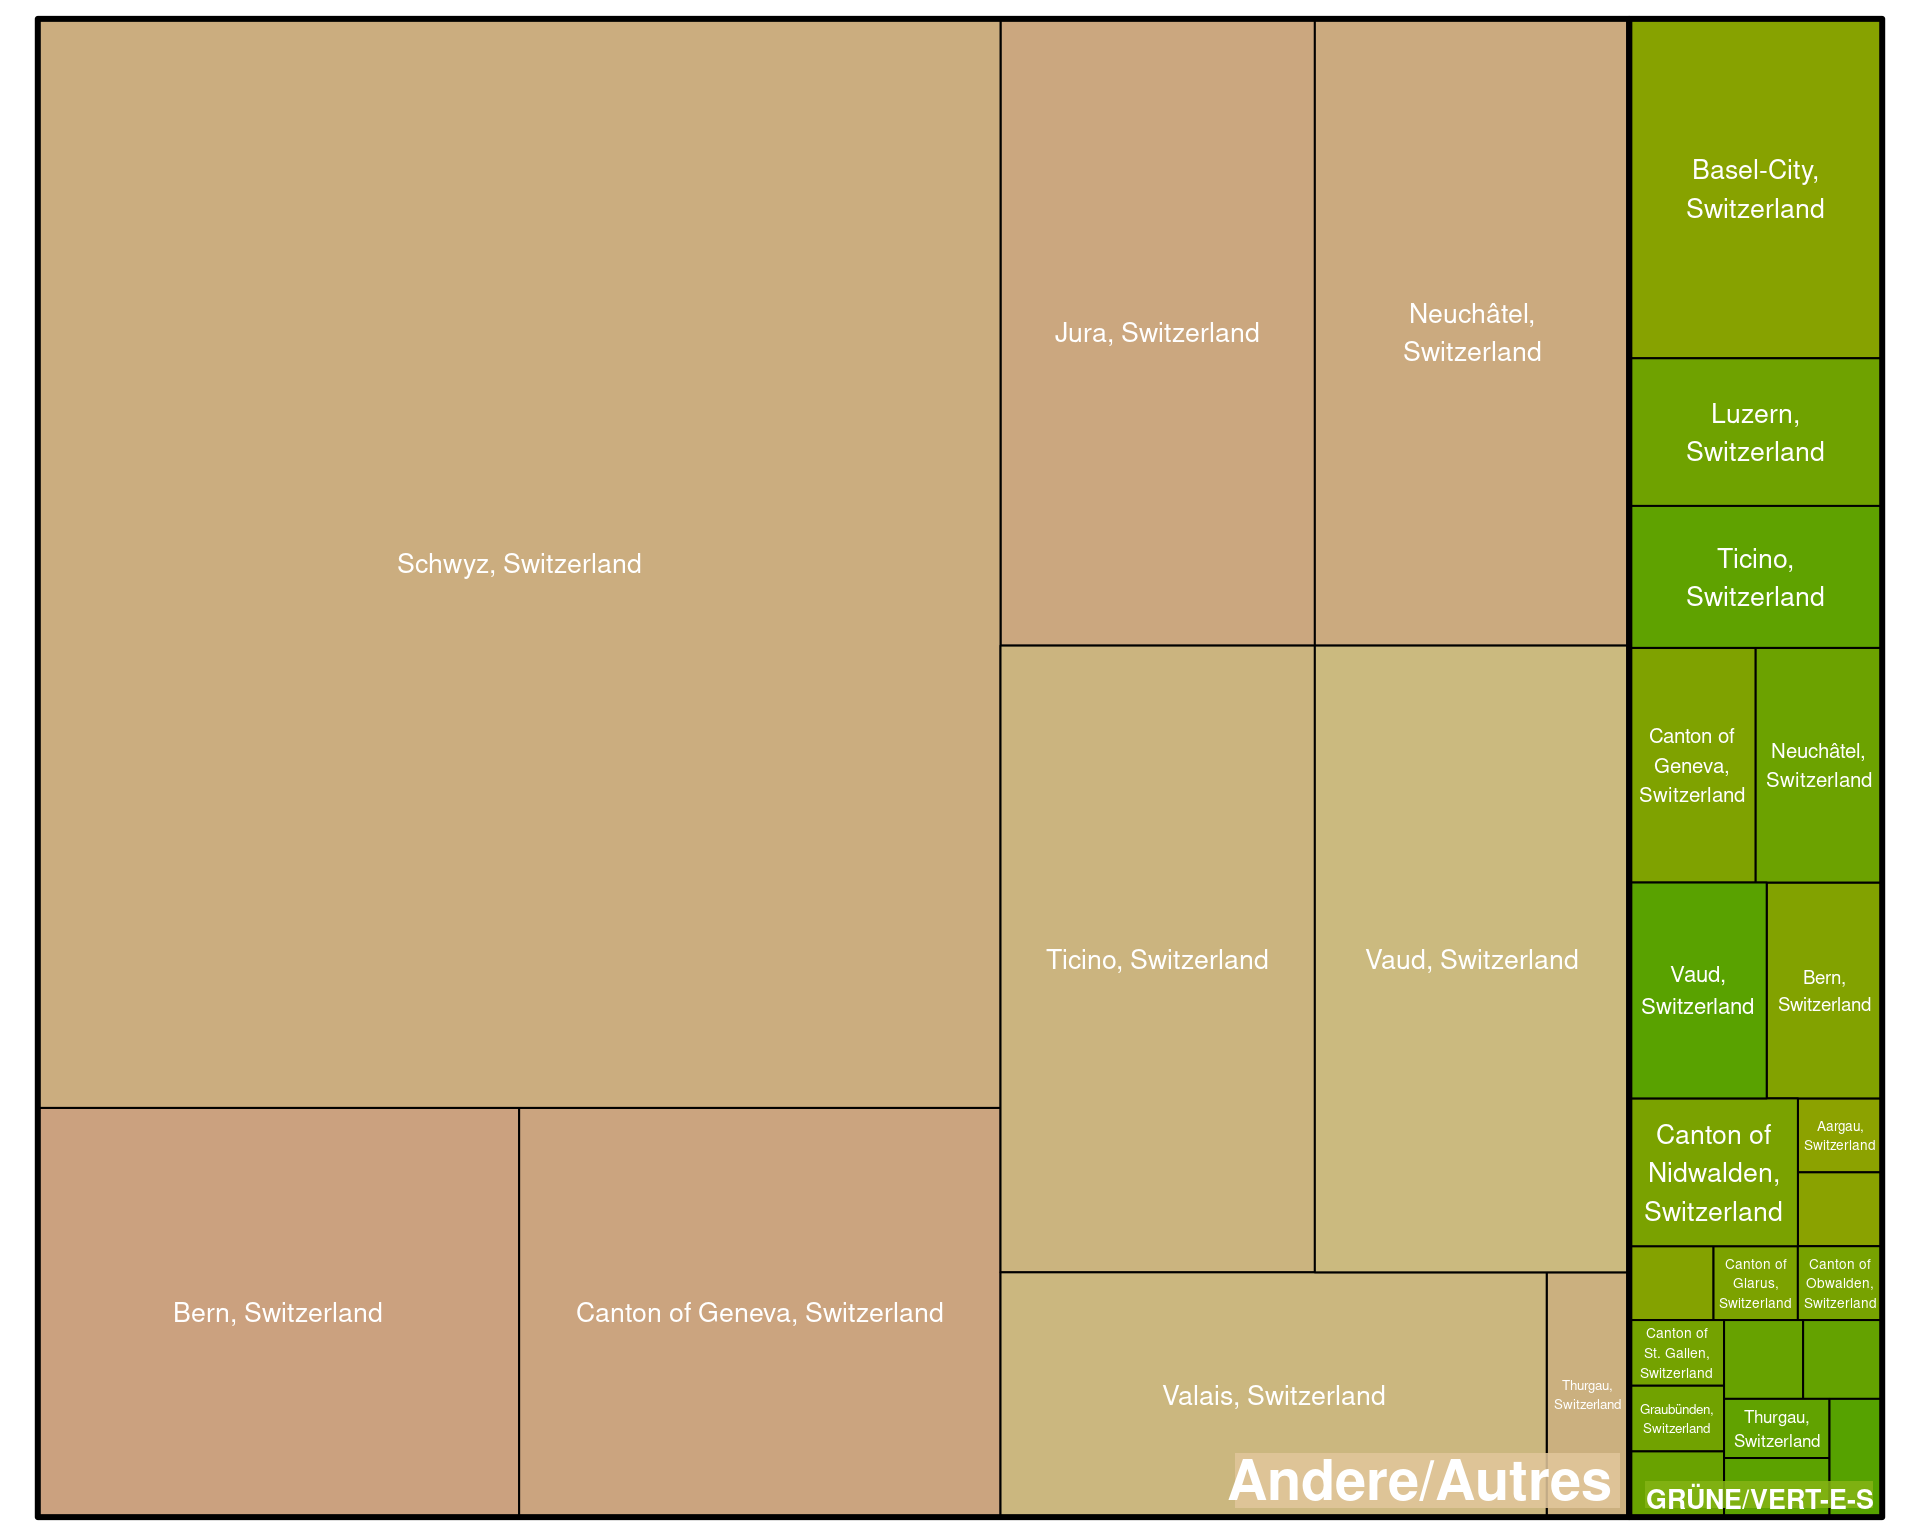 Schwyz, Switzerland
Bern, Switzerland
Canton of Geneva, Switzerland
Jura, Switzerland
Neuchâtel,
Switzerland
Ticino, Switzerland
Vaud, Switzerland
Valais, Switzerland
Thurgau,
Switzerland
Andere/Autres
Basel-City,
Switzerland
Luzern,
Switzerland
Ticino,
Switzerland
Canton of
Geneva,
Switzerland
Neuchâtel,
Switzerland
Vaud,
Switzerland
Bern,
Switzerland
Canton of
Nidwalden,
Switzerland
Aargau,
Switzerland
Canton of
Glarus,
Switzerland
Canton of
Obwalden,
Switzerland
Canton of
St. Gallen,
Switzerland
Graubünden,
Switzerland
Thurgau,
Switzerland
GRÜNE/VERT-E-S